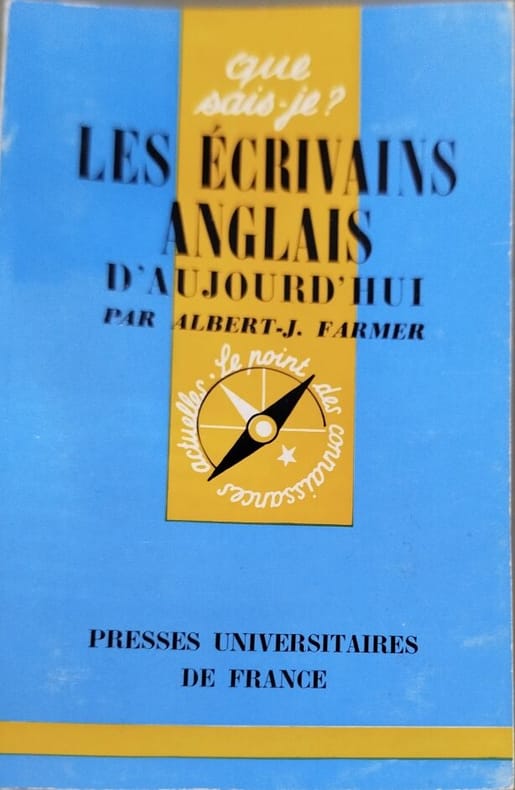 que
sais-je?
LES ÉCRIVAINS
ANGLAIS
D'AUJOURD'HUI
PAR ALBERT-J. FARMER
Le point des connaissances actuelles.
PRESSES UNIVERSITAIRES
DE FRANCE